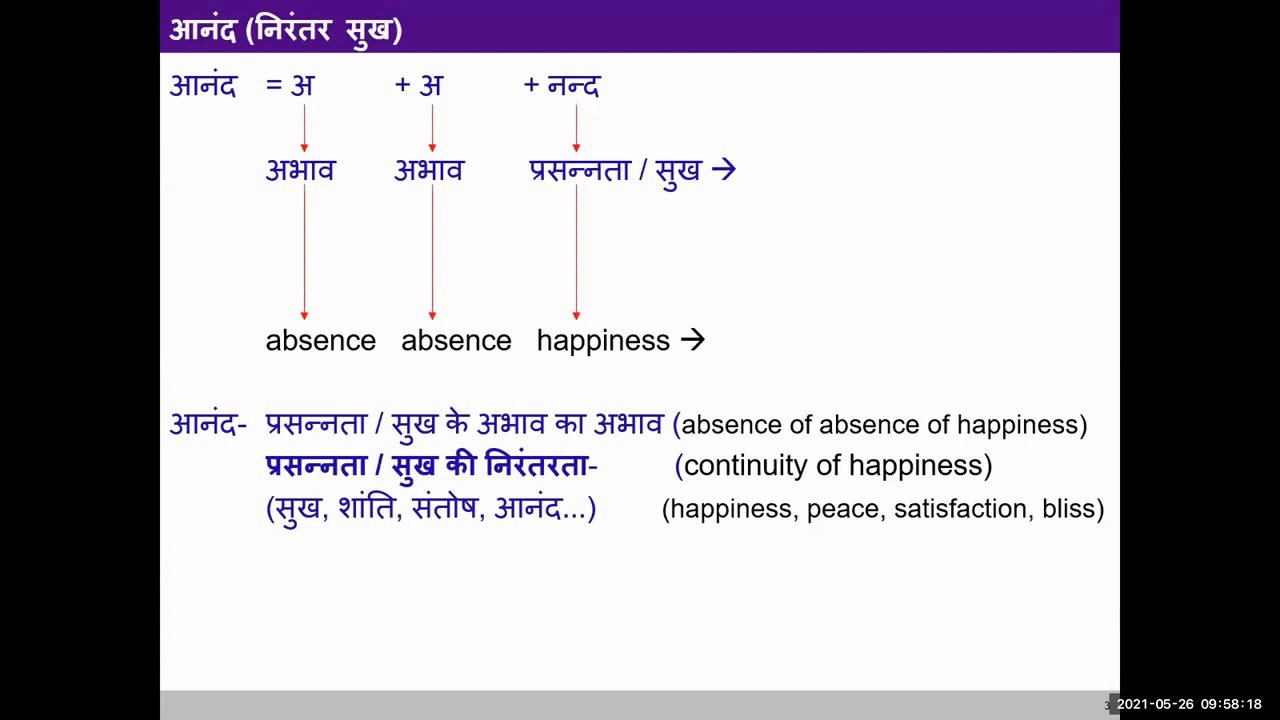 आनंद (निरंतर सुख)
आनंद = अ + अ + नन्द
अभाव अभाव प्रसन्नता / सुख →
absence absence happiness →
आनंद- प्रसन्नता / सुख के अभाव का अभाव (absence of absence of happiness)
प्रसन्नता / सुख की निरंतरता- (continuity of happiness)
(सुख, शांति, संतोष, आनंद...) (happiness, peace, satisfaction, bliss)
3
2021-05-26 09:58:18